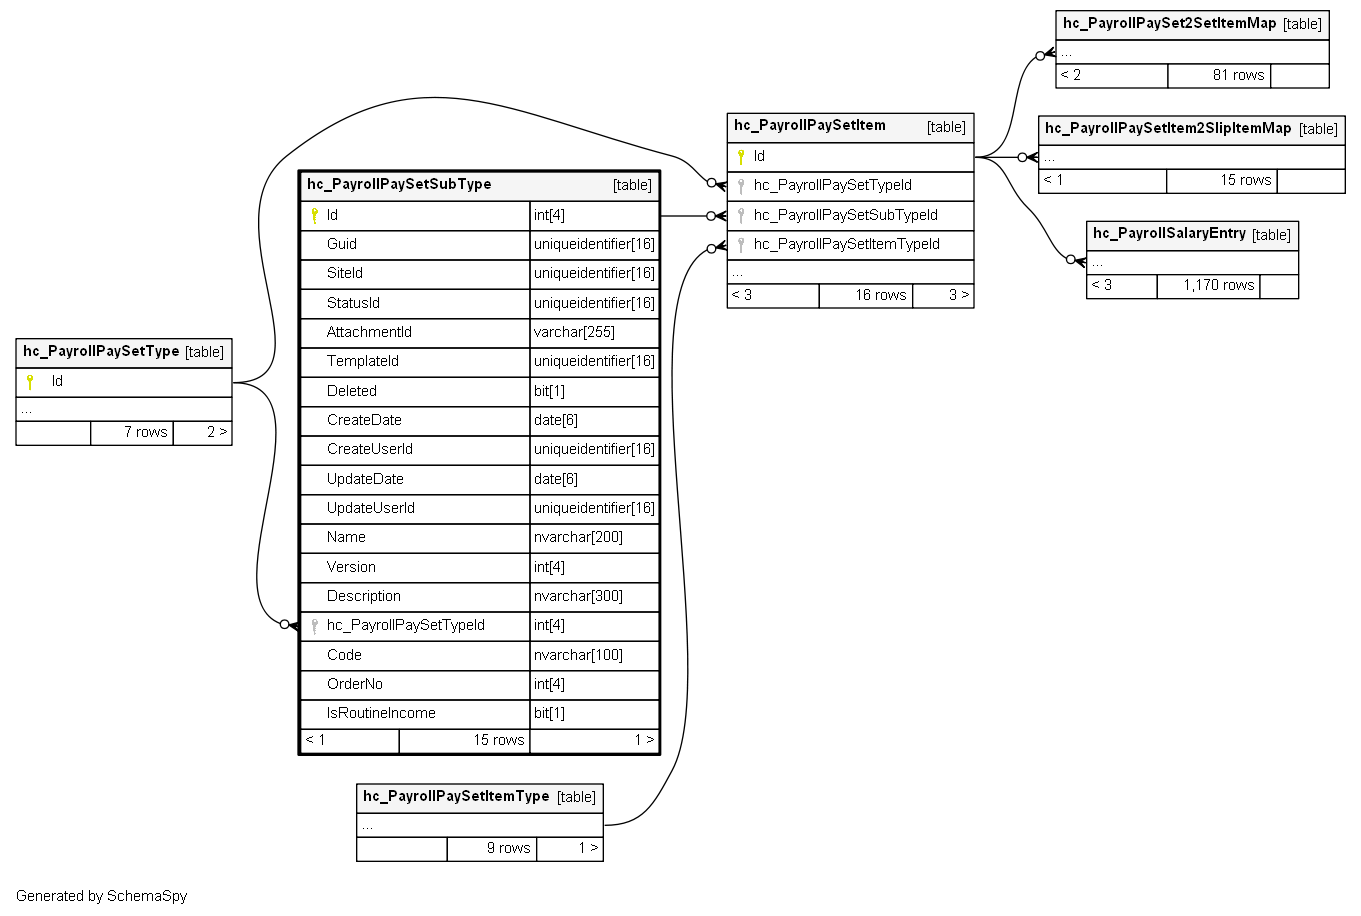 hc_PayrollPaySet2SetItemMap [table]
...
< 2 81 rows
hc_PayrollPaySetItem [table]
Id
hc_PayrollPaySetTypeId
hc_PayrollPaySetSubTypeId
hc_PayrollPaySetItemTypeId
...
< 3 16 rows 3 >
hc_PayrollPaySetItem2SlipItemMap [table]
...
< 1 15 rows
hc_PayrollSalaryEntry [table]
...
< 3 1,170 rows
hc_PayrollPaySetSubType [table]
Id int[4]
Guid uniqueidentifier[16]
SiteId uniqueidentifier[16]
StatusId uniqueidentifier[16]
AttachmentId varchar[255]
TemplateId uniqueidentifier[16]
Deleted bit[1]
CreateDate date[6]
CreateUserId uniqueidentifier[16]
UpdateDate date[6]
UpdateUserId uniqueidentifier[16]
Name nvarchar[200]
Version int[4]
Description nvarchar[300]
hc_PayrollPaySetTypeId int[4]
Code nvarchar[100]
OrderNo int[4]
IsRoutineIncome bit[1]
< 1 15 rows 1 >
hc_PayrollPaySetType [table]
Id
...
7 rows 2 >
hc_PayrollPaySetItemType [table]
...
9 rows 1 >
Generated by SchemaSpy